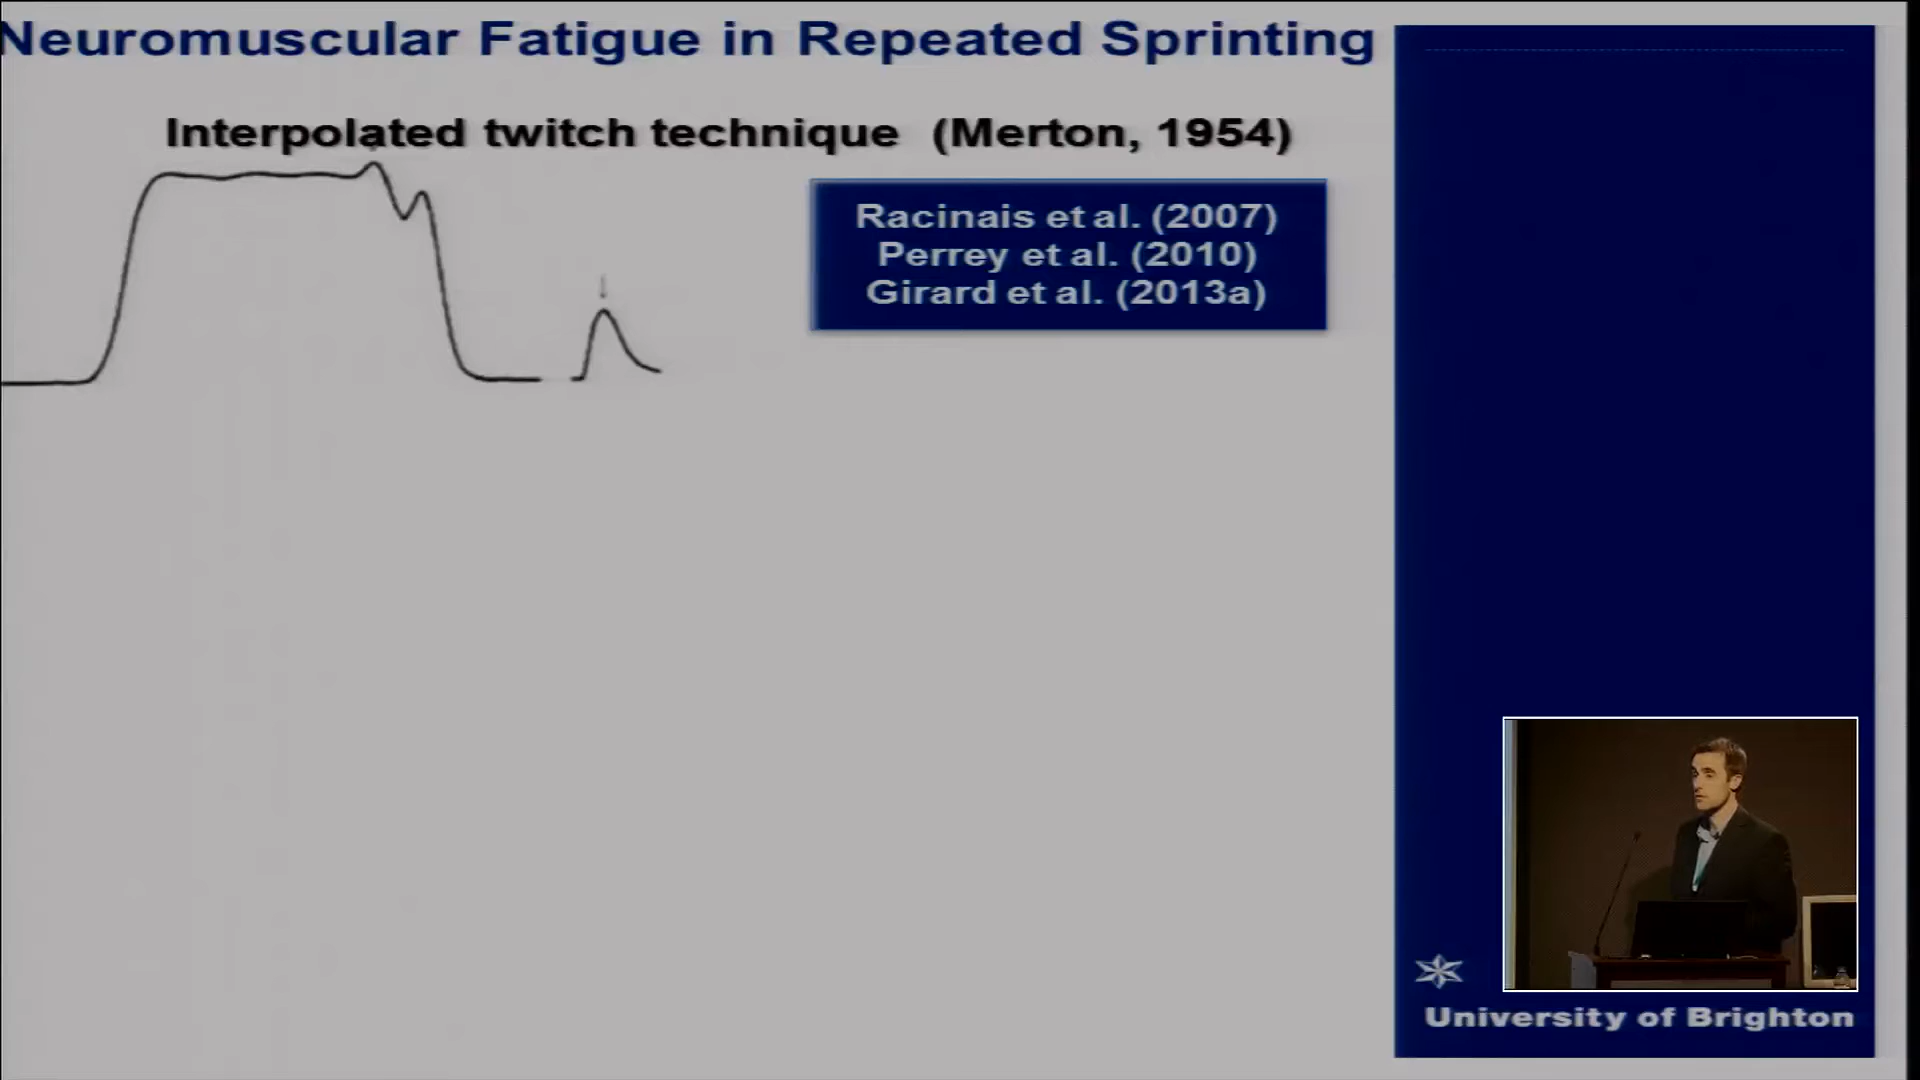 Neuromuscular Fatigue in Repeated Sprinting
Interpolated twitch technique (Merton, 1954)
Racinais et al. (2007)
Perrey et al. (2010)
Girard et al. (2013a)
University of Brighton